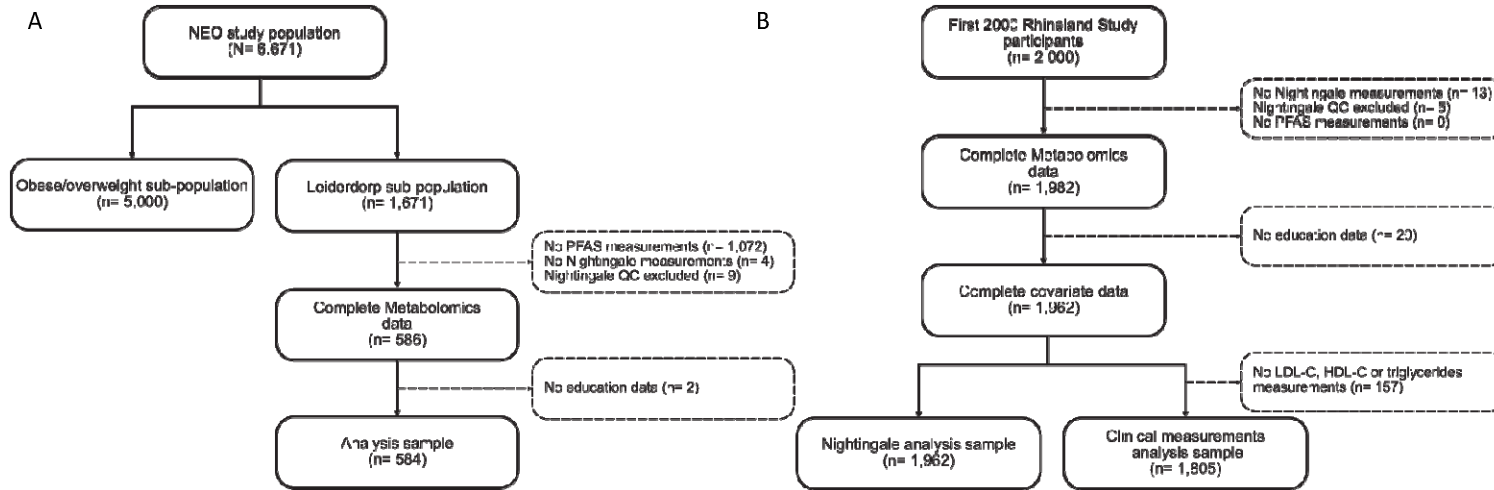 A
NEO study population
(N= 6.671)
Obese/overweight sub-population
(n= 5,000)
Leiderdorp sub population
(n= 1,671)
No PFAS measurements (n= 1,072)
No Nightingale measurements (n= 4)
Nightingale QC excluded (n= 9)
Complete Metabolomics
data
(n= 586)
No education data (n= 2)
Analysis sample
(n= 584)
B
First 2000 Rhineland Study
participants
(n= 2 000)
No Nightingale measurements (n= 13)
Nightingale QC excluded (n= 5)
No PFAS measurements (n= 0)
Complete Metabolomics
data
(n= 1,982)
No education data (n= 20)
Complete covariate data
(n= 1,962)
No LDL-C, HDL-C or triglycerides
measurements (n= 157)
Nightingale analysis sample
(n= 1,962)
Clinical measurements
analysis sample
(n= 1,805)